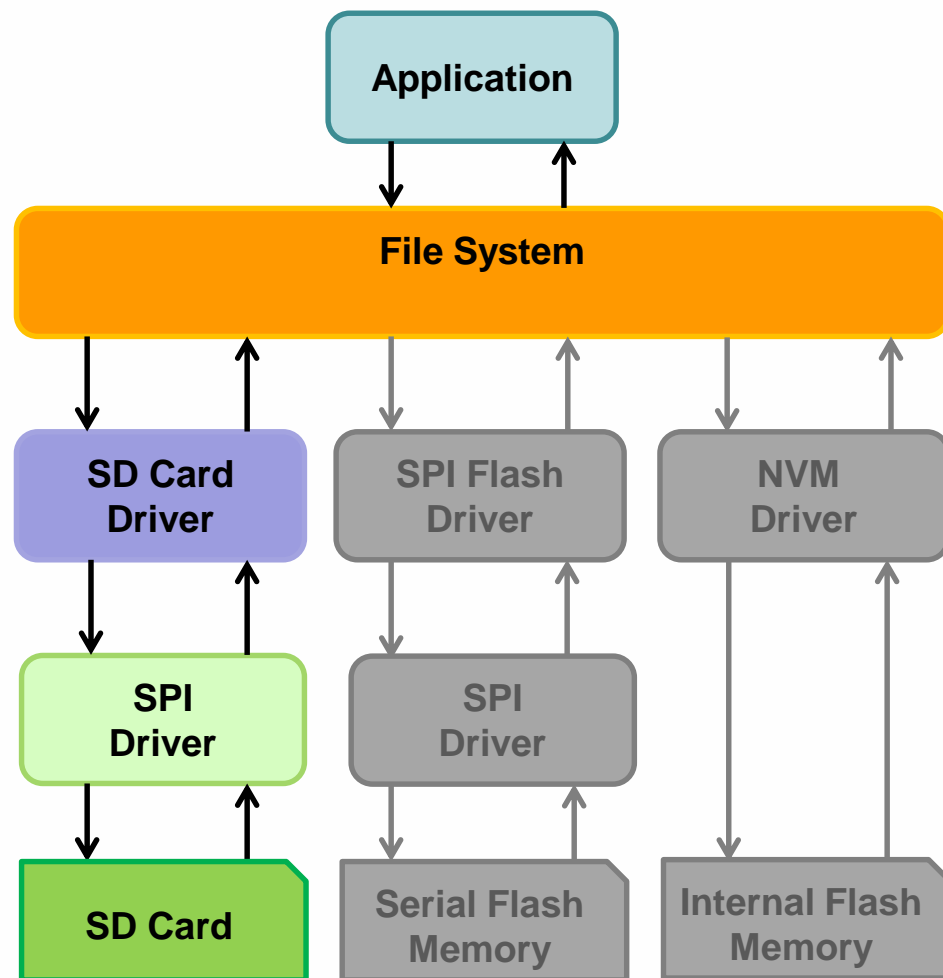 Application
File System
SD Card
Driver
SPI Flash
Driver
NVM
Driver
SPI
Driver
SPI
Driver
SD Card
Serial Flash
Memory
Internal Flash
Memory